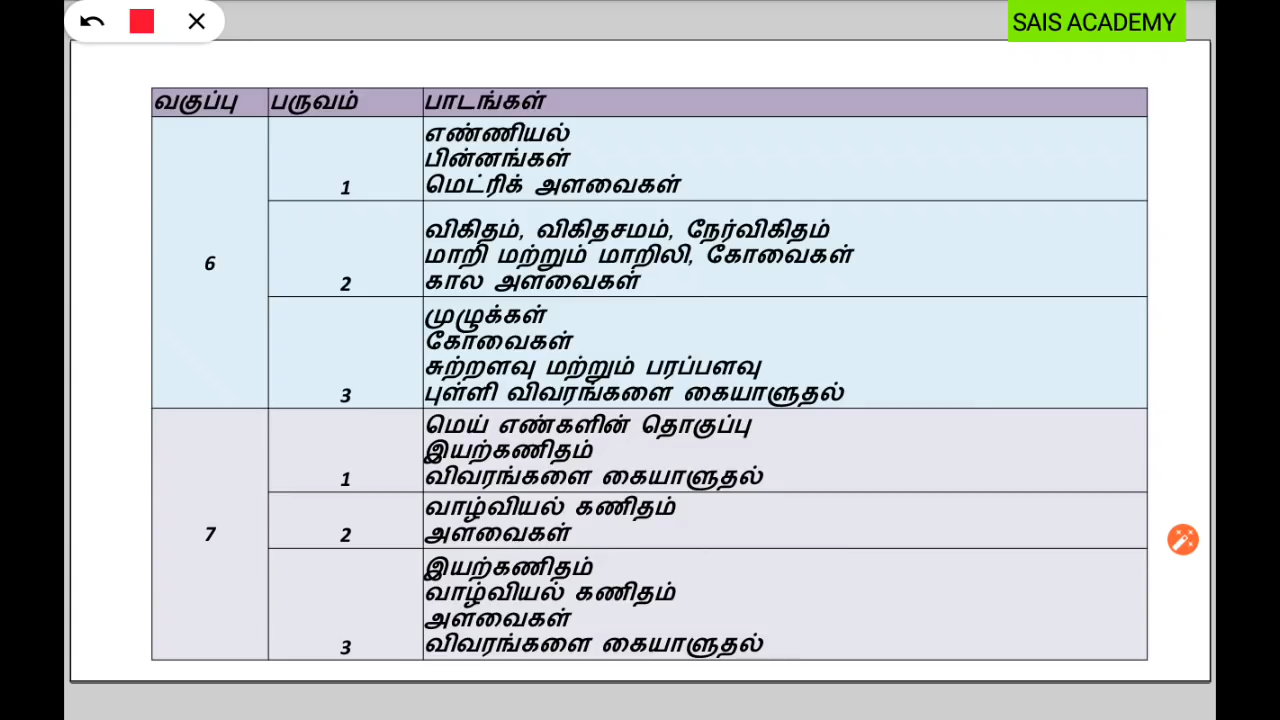 SAIS ACADEMY
வகுப்பு பருவம் பாடங்கள்
எண்ணியல்
பின்னங்கள்
1 மெட்ரிக் அளவைகள்
விகிதம், விகிதசமம், நேர்விகிதம்
மாறி மற்றும் மாறிலி, கோவைகள்
6
2 கால அளவைகள்
முழுக்கள்
கோவைகள்
சுற்றளவு மற்றும் பரப்பளவு
3 புள்ளி விவரங்களை கையாளுதல்
மெய் எண்களின் தொகுப்பு
இயற்கணிதம்
1 விவரங்களை கையாளுதல்
வாழ்வியல் கணிதம்
7 2 அளவைகள்
இயற்கணிதம்
வாழ்வியல் கணிதம்
அளவைகள்
3 விவரங்களை கையாளுதல்